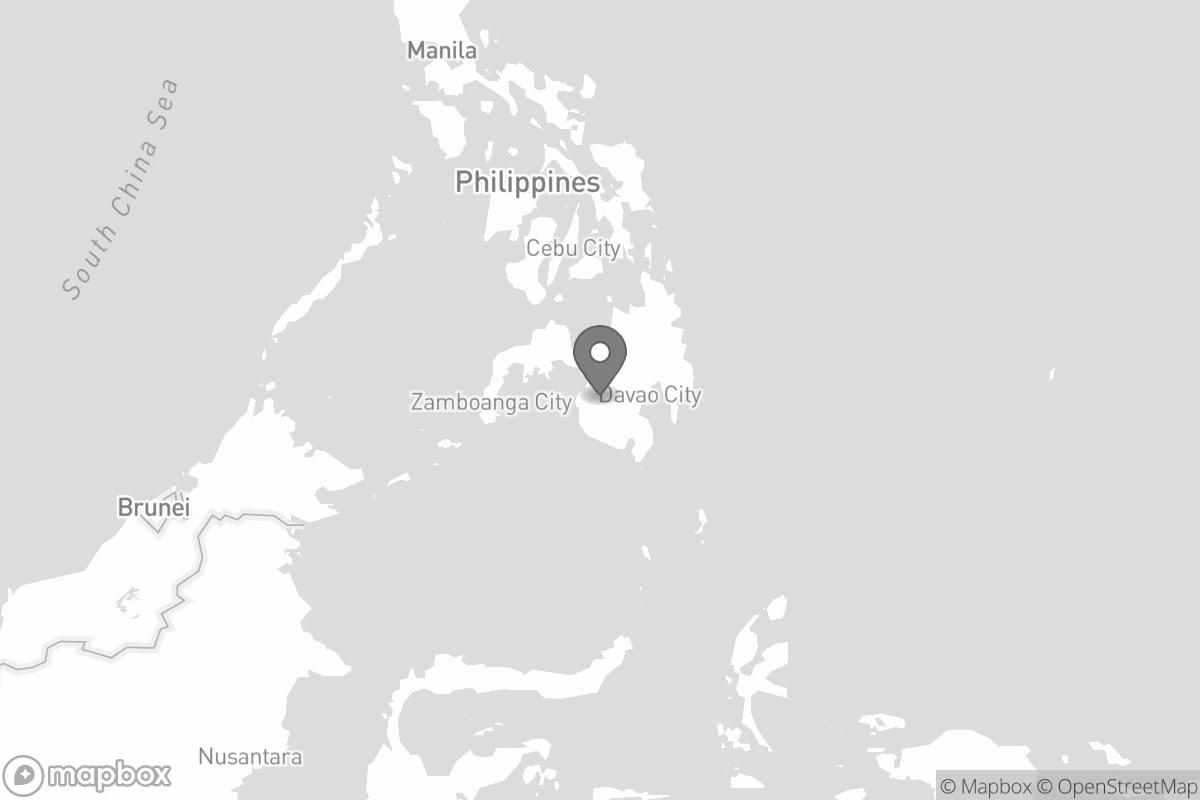 Manila
South China Sea
Philippines
Cebu City
Davao City
Zamboanga City
Brunei
Nusantara
mapbox
© Mapbox © OpenStreetMap